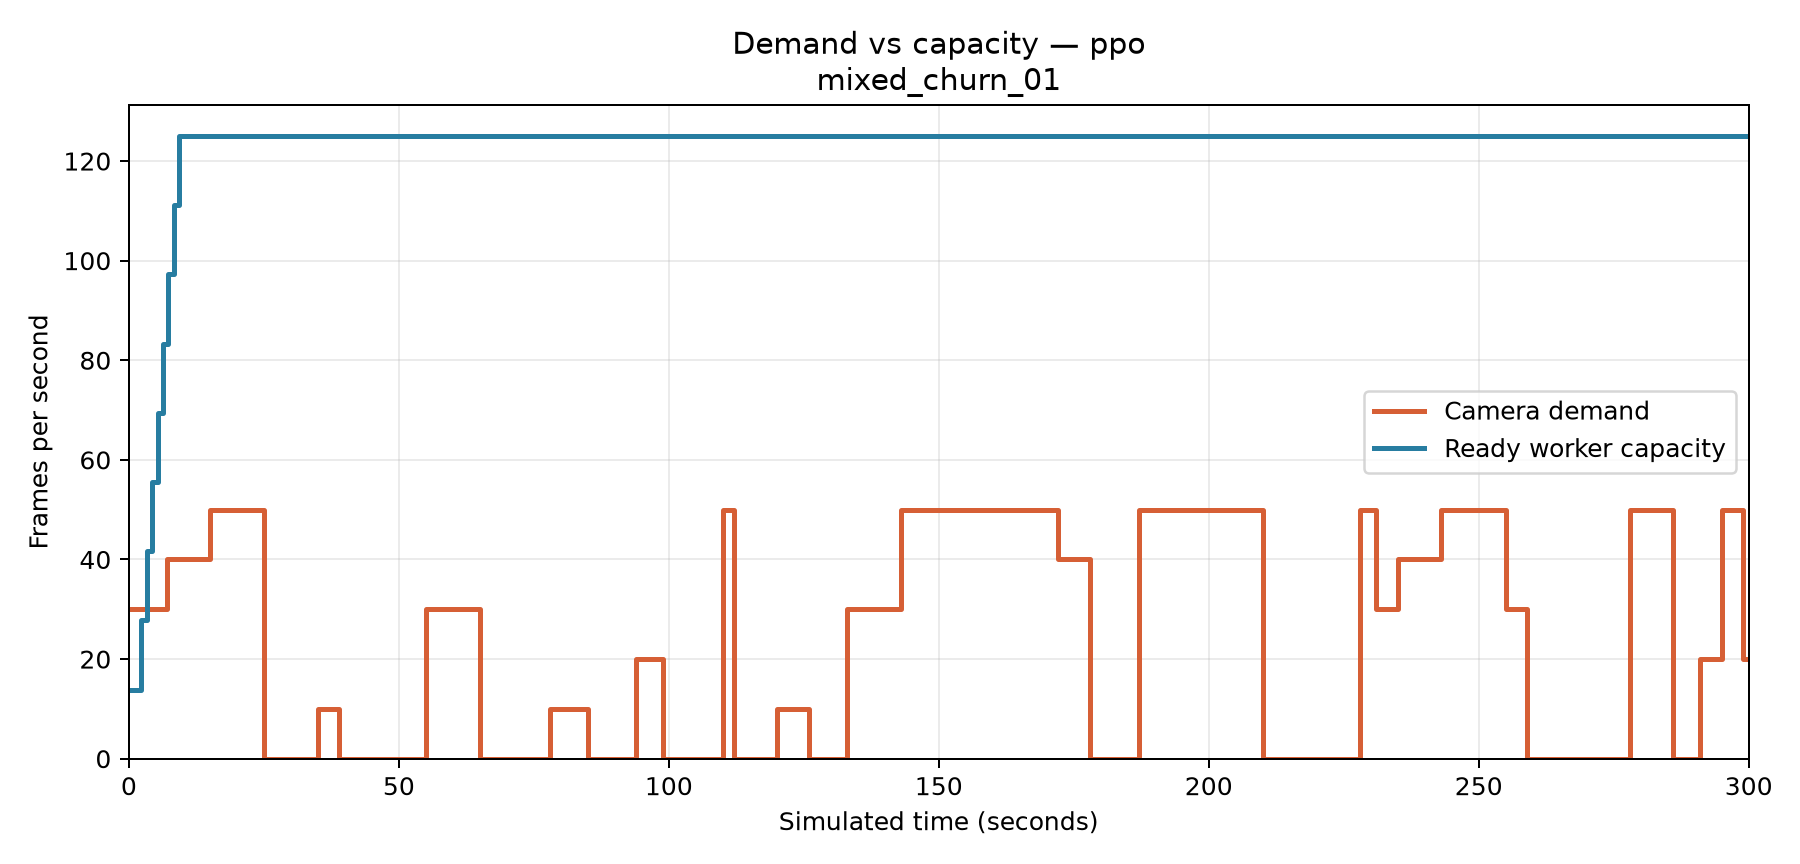 Demand vs capacity — ppo
mixed_churn_01
Frames per second
120
100
80
60
40
20
0
Camera demand
Ready worker capacity
0 50 100 150 200 250 300
Simulated time (seconds)